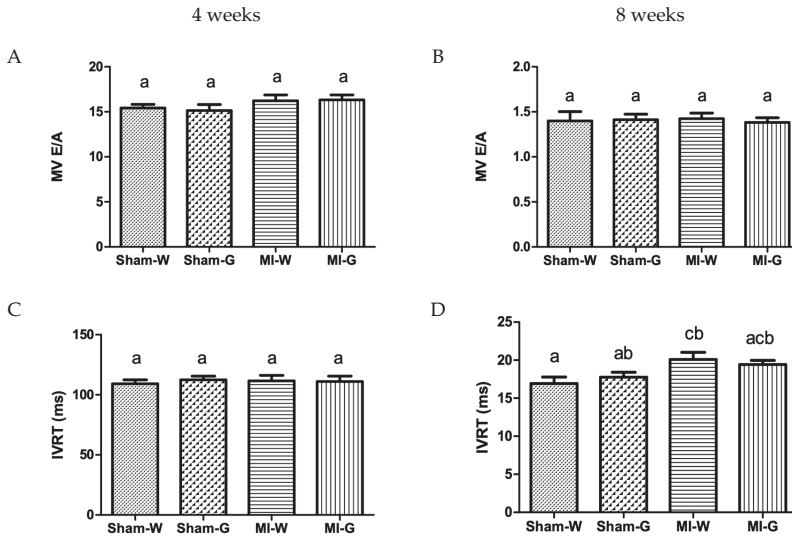 4 weeks
8 weeks
A
20
15
10
5
0
MV E/A
a a a a
Sham-W Sham-G MI-W MI-G
B
2.0
1.5
1.0
0.5
0.0
MV E/A
a a a a
Sham-W Sham-G MI-W MI-G
C
150
100
50
0
IVRT (ms)
a a a a
Sham-W Sham-G MI-W MI-G
D
25
20
15
10
5
0
IVRT (ms)
a ab cb acb
Sham-W Sham-G MI-W MI-G